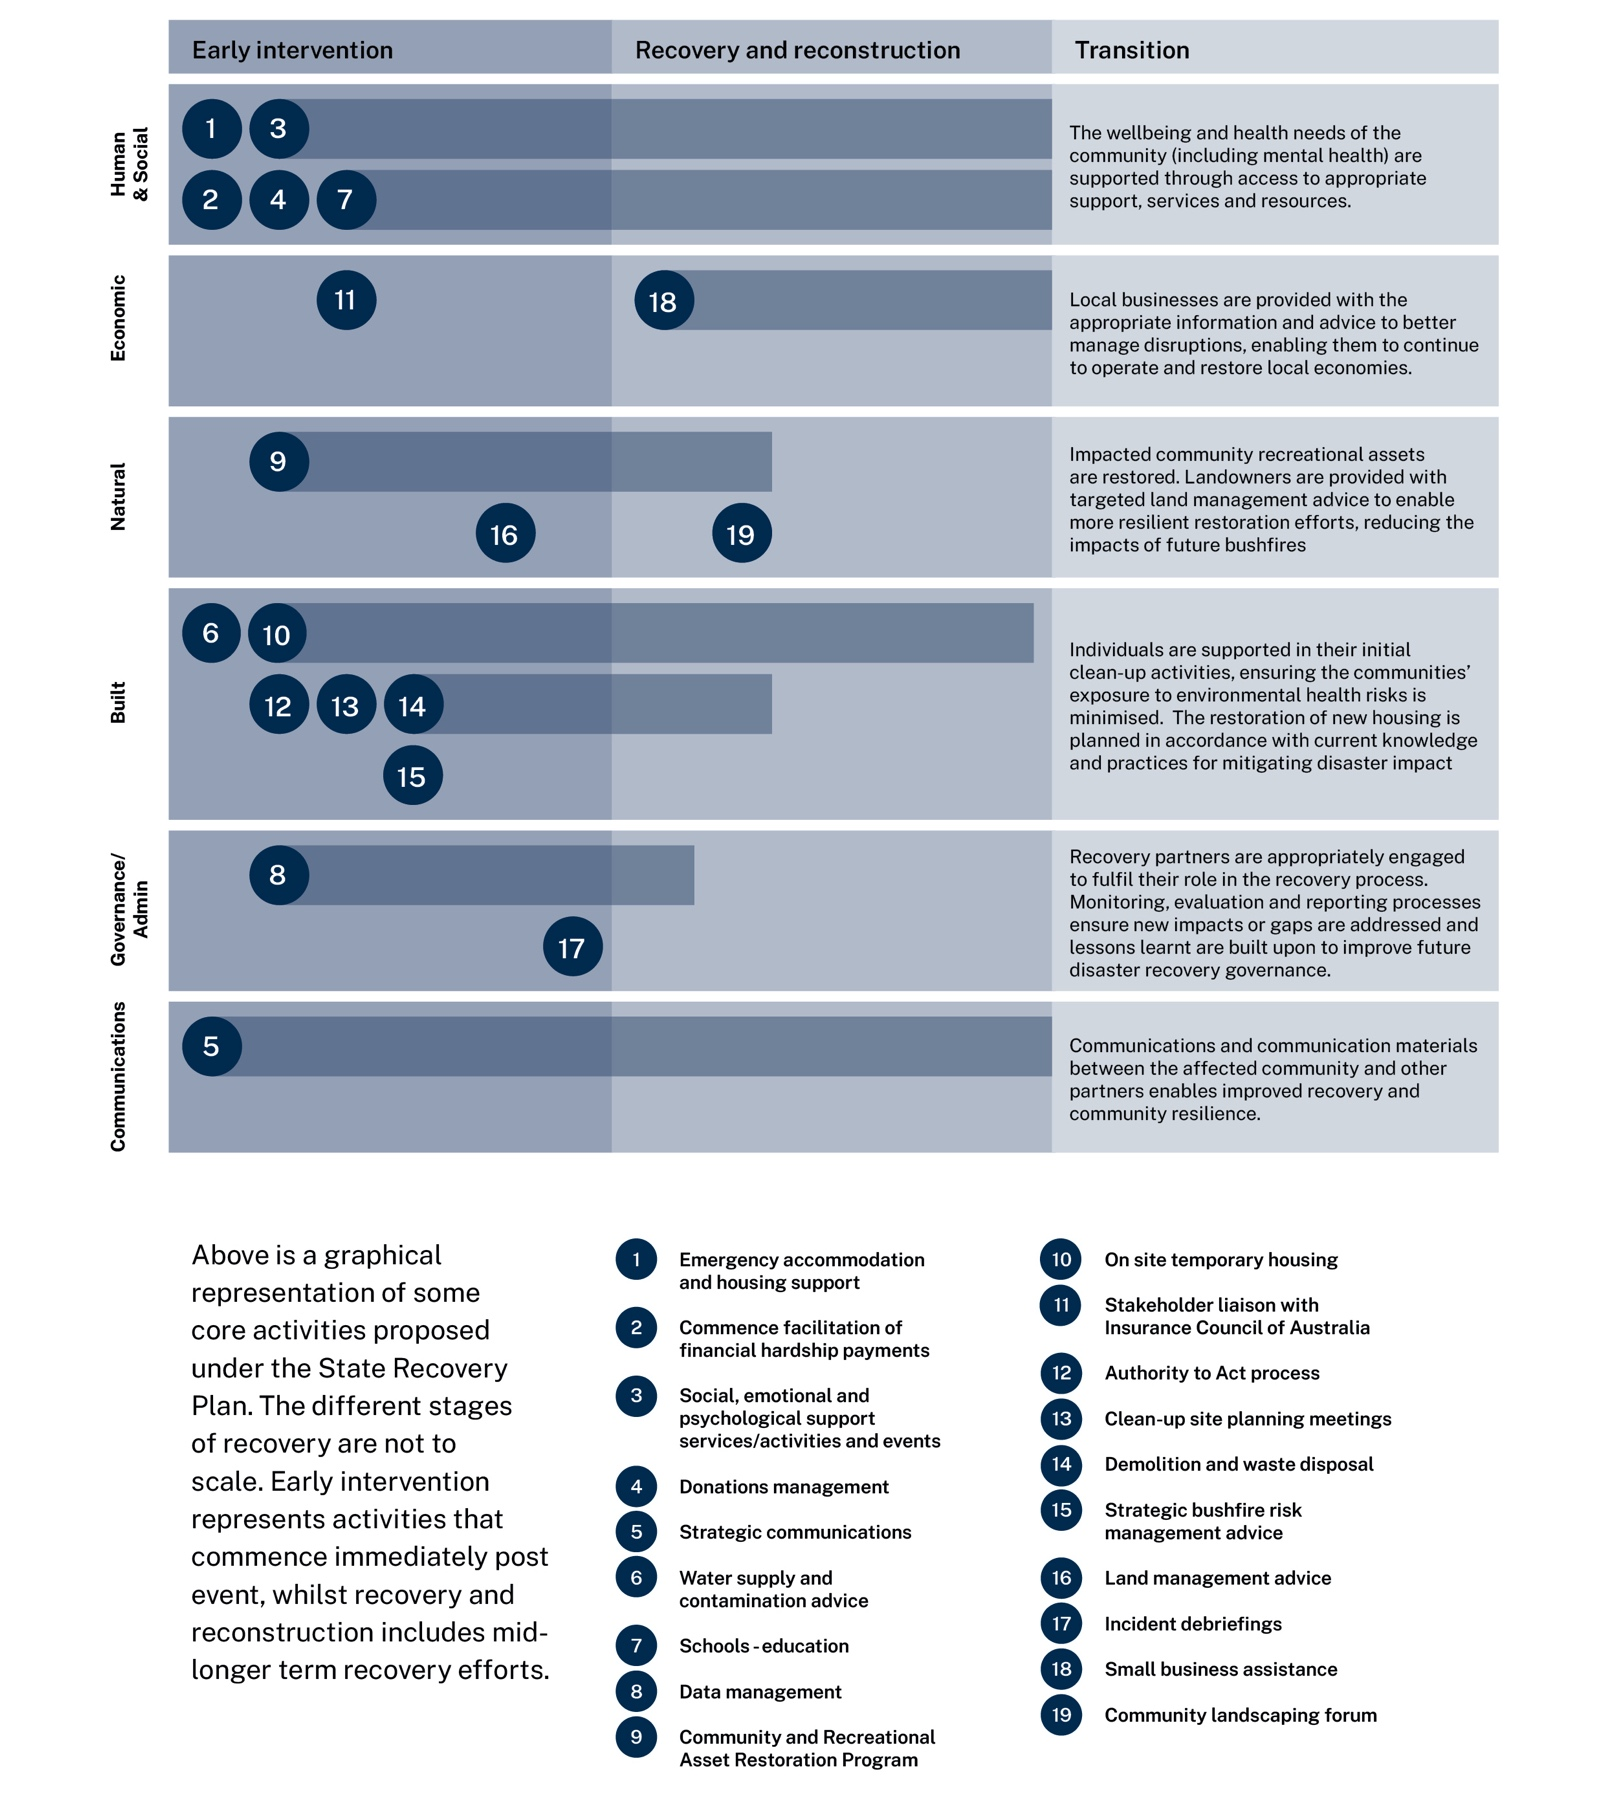 Early intervention
Recovery and reconstruction
Transition
Human
& Social
1
3
2
4
7
The wellbeing and health needs of the
community (including mental health) are
supported through access to appropriate
support, services and resources.
Economic
11
18
Local businesses are provided with the
appropriate information and advice to better
manage disruptions, enabling them to continue
to operate and restore local economies.
Natural
9
16
19
Impacted community recreational assets
are restored. Landowners are provided with
targeted land management advice to enable
more resilient restoration efforts, reducing the
impacts of future bushfires
Built
6
10
12
13
14
15
Individuals are supported in their initial
clean-up activities, ensuring the communities’
exposure to environmental health risks is
minimised.  The restoration of new housing is
planned in accordance with current knowledge
and practices for mitigating disaster impact
Governance/
Admin
8
17
Recovery partners are appropriately engaged
to fulfil their role in the recovery process.
Monitoring, evaluation and reporting processes
ensure new impacts or gaps are addressed and
lessons learnt are built upon to improve future
disaster recovery governance.
Communications
5
Communications and communication materials
between the affected community and other
partners enables improved recovery and
community resilience.
Above is a graphical
representation of some
core activities proposed
under the State Recovery
Plan. The different stages
of recovery are not to
scale. Early intervention
represents activities that
commence immediately post
event, whilst recovery and
reconstruction includes mid-
longer term recovery efforts.
1 Emergency accommodation
and housing support
2 Commence facilitation of
financial hardship payments
3 Social, emotional and
psychological support
services/activities and events
4 Donations management
5 Strategic communications
6 Water supply and
contamination advice
7 Schools - education
8 Data management
9 Community and Recreational
Asset Restoration Program
10 On site temporary housing
11 Stakeholder liaison with
Insurance Council of Australia
12 Authority to Act process
13 Clean-up site planning meetings
14 Demolition and waste disposal
15 Strategic bushfire risk
management advice
16 Land management advice
17 Incident debriefings
18 Small business assistance
19 Community landscaping forum